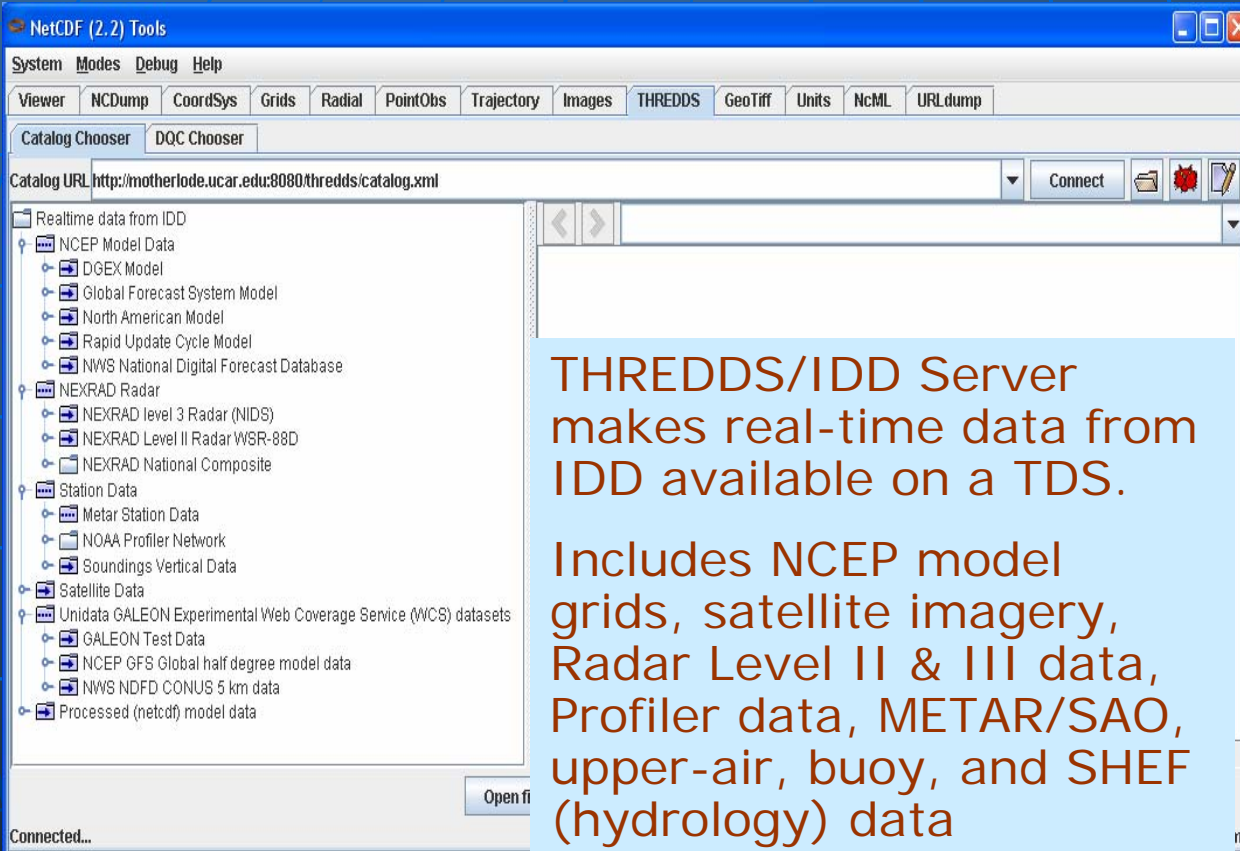 NetCDF (2.2) Tools
System Modes Debug Help
Viewer NCDump CoordSys Grids Radial PointObs Trajectory Images THREDDS GeoTiff Units NcML URLdump
Catalog Chooser DQC Chooser
Catalog URL http://motherlode.ucar.edu:8080/thredds/catalog.xml Connect
Realtime data from IDD
NCEP Model Data
DGEX Model
Global Forecast System Model
North American Model
Rapid Update Cycle Model
NWS National Digital Forecast Database
NEXRAD Radar
NEXRAD level 3 Radar (NIDS)
NEXRAD Level II Radar WSR-88D
NEXRAD National Composite
Station Data
Metar Station Data
NOAA Profiler Network
Soundings Vertical Data
Satellite Data
Unidata GALEON Experimental Web Coverage Service (WCS) datasets
GALEON Test Data
NCEP GFS Global half degree model data
NWS NDFD CONUS 5 km data
Processed (netcdf) model data
Open fi
Connected...
THREDDS/IDD Server
makes real-time data from
IDD available on a TDS.
Includes NCEP model
grids, satellite imagery,
Radar Level II & III data,
Profiler data, METAR/SAO,
upper-air, buoy, and SHEF
(hydrology) data